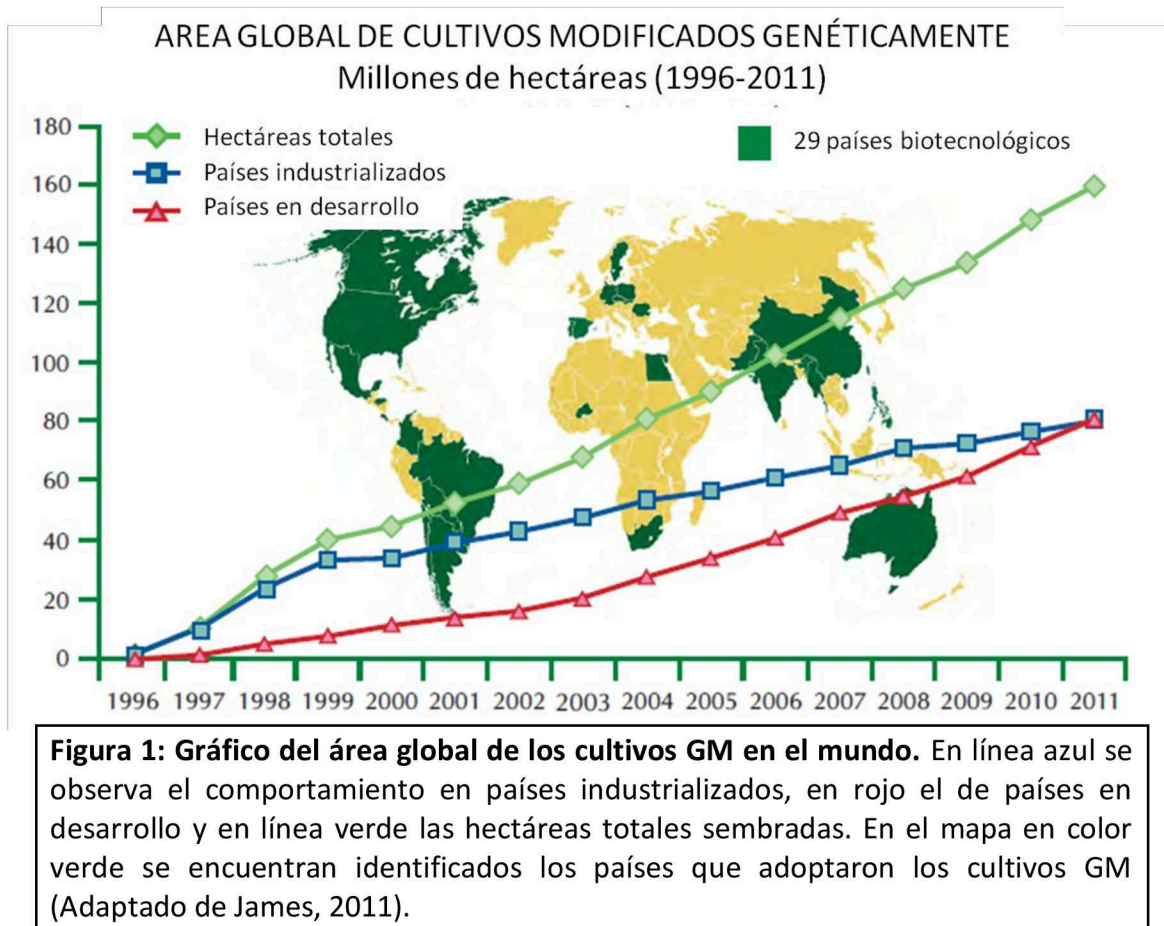 AREA GLOBAL DE CULTIVOS MODIFICADOS GENÉTICAMENTE
Millones de hectáreas (1996-2011)
180
160
140
120
100
80
60
40
20
0
Hectáreas totales
Países industrializados
Países en desarrollo
29 países biotecnológicos
1996 1997 1998 1999 2000 2001 2002 2003 2004 2005 2006 2007 2008 2009 2010 2011
Figura 1: Gráfico del área global de los cultivos GM en el mundo. En línea azul se
observa el comportamiento en países industrializados, en rojo el de países en
desarrollo y en línea verde las hectáreas totales sembradas. En el mapa en color
verde se encuentran identificados los países que adoptaron los cultivos GM
(Adaptado de James, 2011).